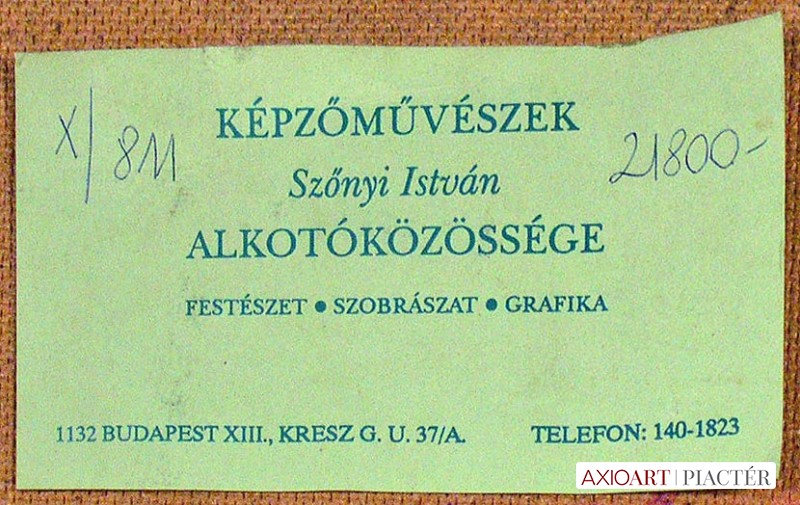 X/811
KÉPZŐMŰVÉSZEK
21800-
Szőnyi István
ALKOTÓKÖZÖSSÉGE
FESTÉSZET • SZOBRÁSZAT • GRAFIKA
1132 BUDAPEST XIII., KRESZ G. U. 37/A.
TELEFON: 140-1823
AXIOART | PIACTÉR